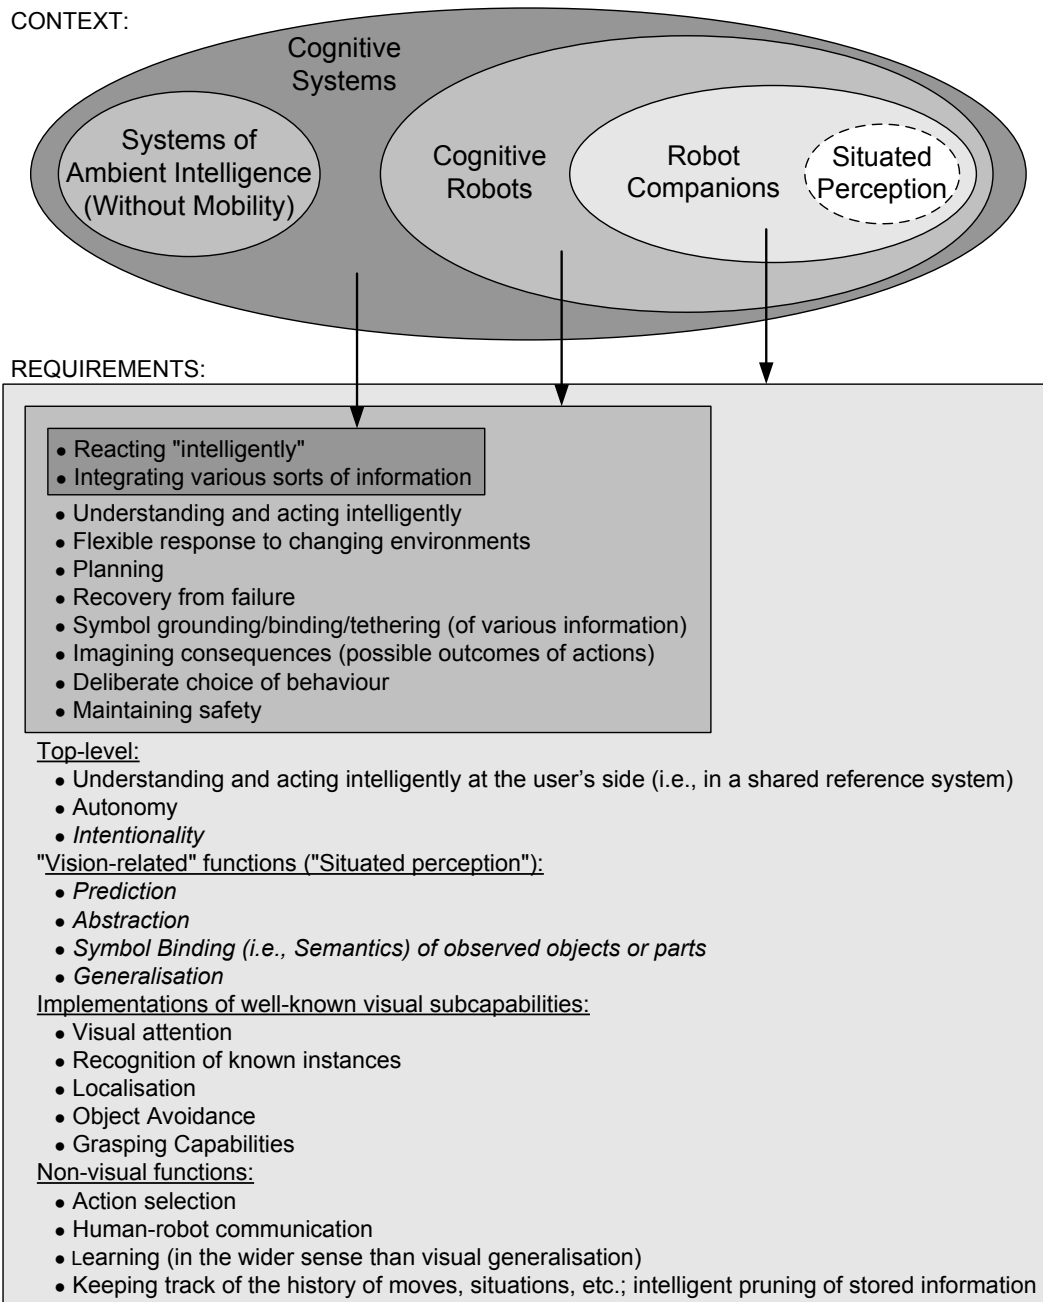 CONTEXT:
Cognitive
Systems
Systems of
Ambient Intelligence
(Without Mobility)
Cognitive
Robots
Robot
Companions
Situated
Perception
REQUIREMENTS:
• Reacting "intelligently"
• Integrating various sorts of information
• Understanding and acting intelligently
• Flexible response to changing environments
• Planning
• Recovery from failure
• Symbol grounding/binding/tethering (of various information)
• Imagining consequences (possible outcomes of actions)
• Deliberate choice of behaviour
• Maintaining safety
Top-level:
• Understanding and acting intelligently at the user's side (i.e., in a shared reference system)
• Autonomy
• Intentionality
"Vision-related" functions ("Situated perception"):
• Prediction
• Abstraction
• Symbol Binding (i.e., Semantics) of observed objects or parts
• Generalisation
Implementations of well-known visual subcapabilities:
• Visual attention
• Recognition of known instances
• Localisation
• Object Avoidance
• Grasping Capabilities
Non-visual functions:
• Action selection
• Human-robot communication
• Learning (in the wider sense than visual generalisation)
• Keeping track of the history of moves, situations, etc.; intelligent pruning of stored information